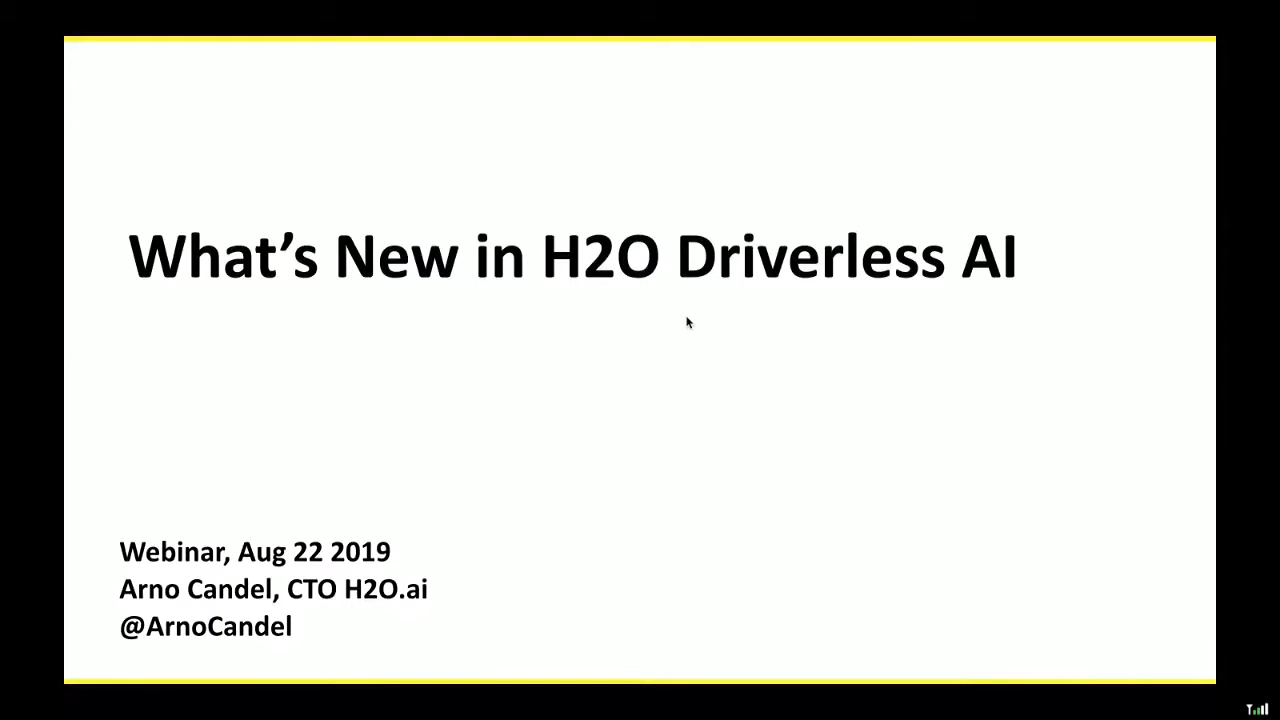 What’s New in H2O Driverless AI
Webinar, Aug 22 2019
Arno Candel, CTO H2O.ai
@ArnoCandel